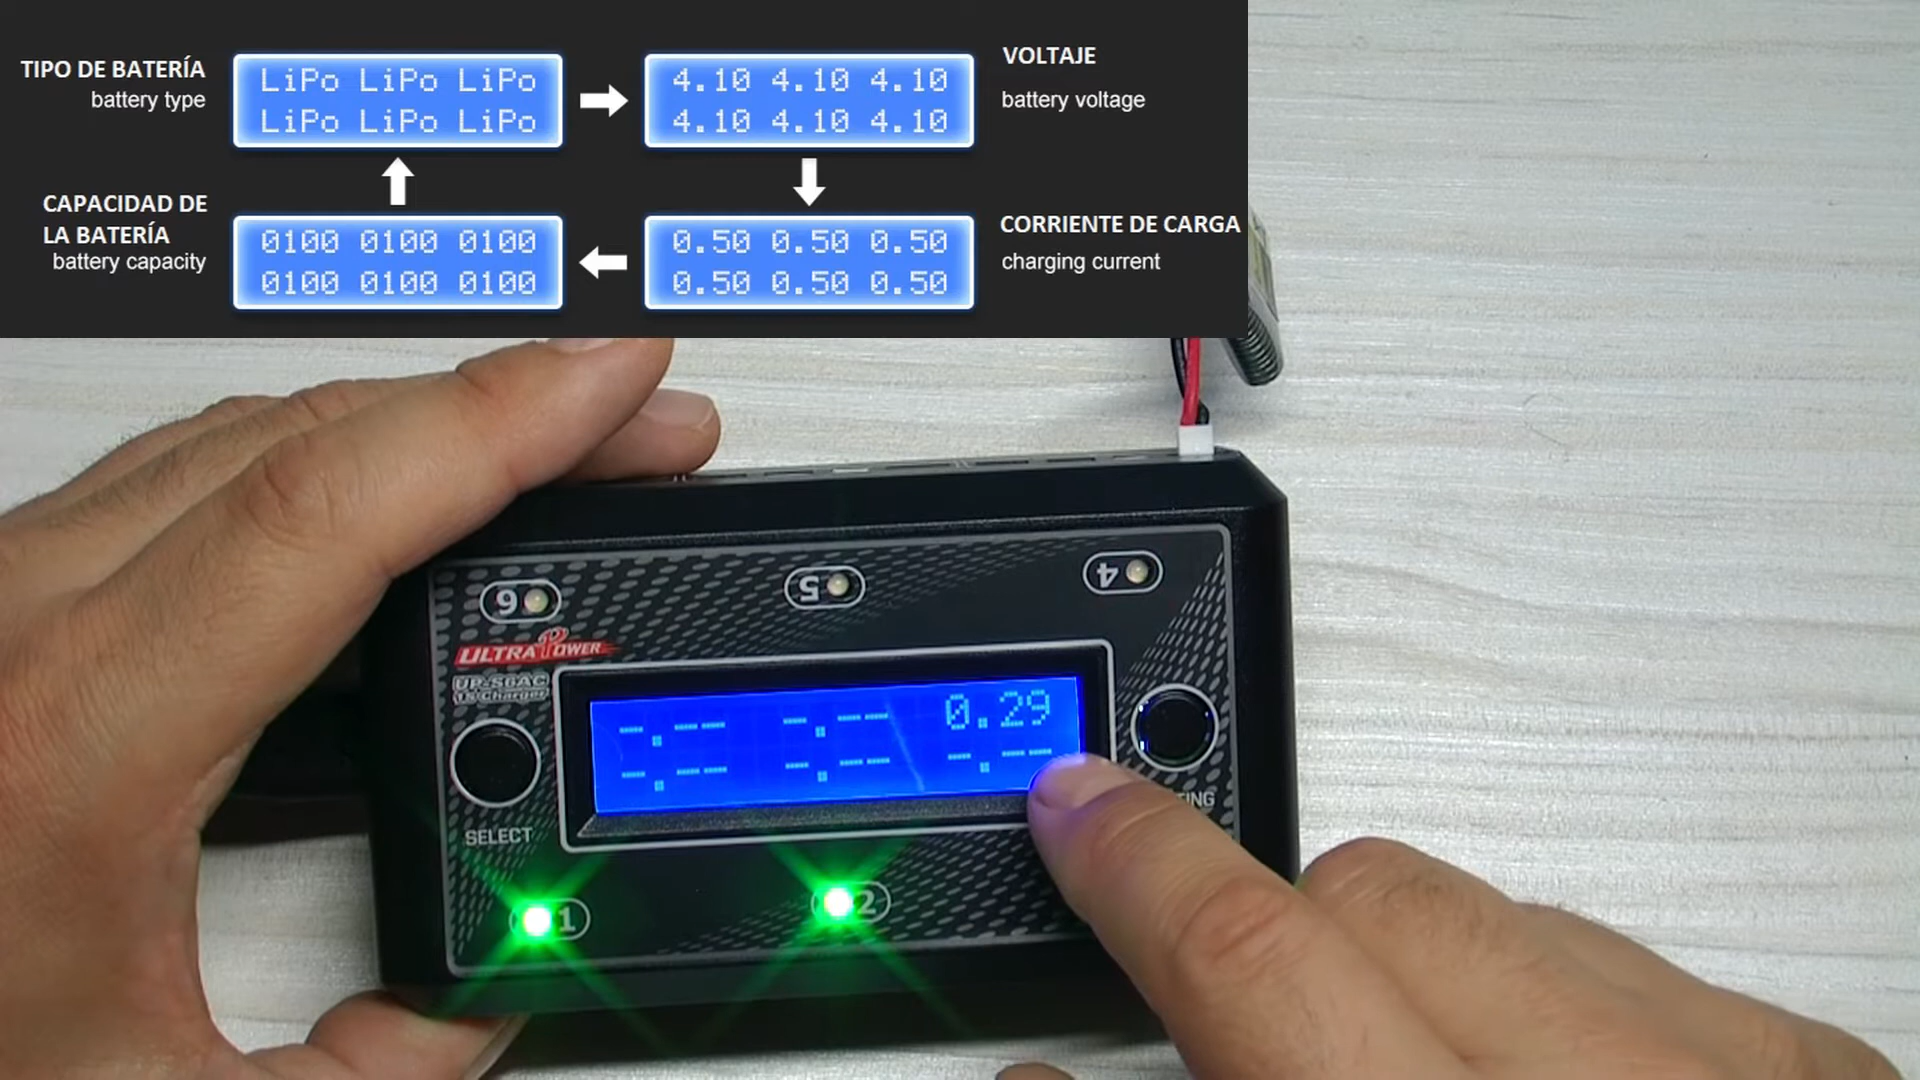 TIPO DE BATERÍA
battery type
LiPo LiPo LiPo
LiPo LiPo LiPo
4.10 4.10 4.10
4.10 4.10 4.10
VOLTAJE
battery voltage
CAPACIDAD DE
LA BATERÍA
battery capacity
0100 0100 0100
0100 0100 0100
0.50 0.50 0.50
0.50 0.50 0.50
CORRIENTE DE CARGA
charging current
6
5
4
ULTRA POWER
UP-S6AC
1S Charger
-.-- -.-- 0.29
-.-- -.-- -.--
SELECT
1
2